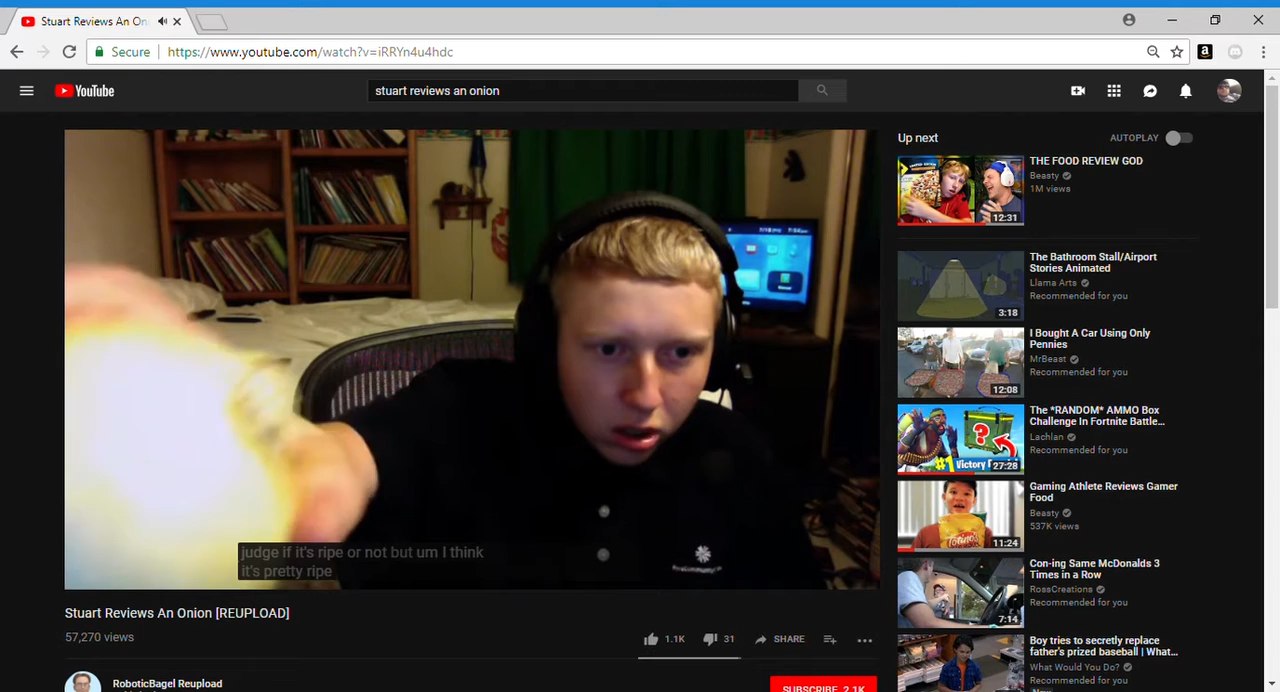 Stuart Reviews An On
Secure
https://www.youtube.com/watch?v=iRRYn4u4hdc
YouTube
stuart reviews an onion
judge if it's ripe or not but um I think
it's pretty ripe
Stuart Reviews An Onion [REUPLOAD]
57,270 views
1.1K
31
SHARE
RoboticBagel Reupload
SUBSCRIBE 2.1K
Up next
AUTOPLAY
12:31
THE FOOD REVIEW GOD
Beasty
1M views
3:18
The Bathroom Stall/Airport
Stories Animated
Llama Arts
Recommended for you
12:08
I Bought A Car Using Only
Pennies
MrBeast
Recommended for you
?
#1 Victory
27:28
The *RANDOM* AMMO Box
Challenge In Fortnite Battle...
Lachlan
Recommended for you
Totino's
11:24
Gaming Athlete Reviews Gamer
Food
Beasty
537K views
7:14
Con-ing Same McDonalds 3
Times in a Row
RossCreations
Recommended for you
Boy tries to secretly replace
father's prized baseball | What...
What Would You Do?
Recommended for you